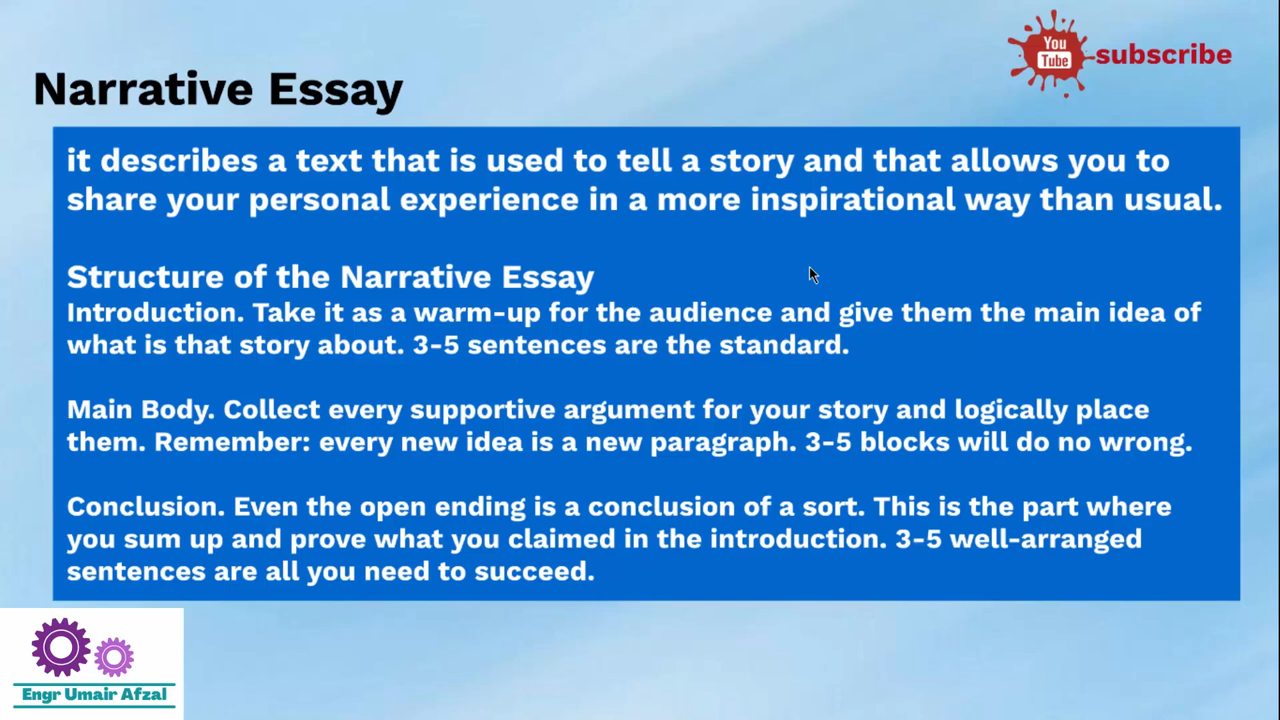 You
Tube
subscribe
Narrative Essay
it describes a text that is used to tell a story and that allows you to
share your personal experience in a more inspirational way than usual.
Structure of the Narrative Essay
Introduction. Take it as a warm-up for the audience and give them the main idea of
what is that story about. 3-5 sentences are the standard.
Main Body. Collect every supportive argument for your story and logically place
them. Remember: every new idea is a new paragraph. 3-5 blocks will do no wrong.
Conclusion. Even the open ending is a conclusion of a sort. This is the part where
you sum up and prove what you claimed in the introduction. 3-5 well-arranged
sentences are all you need to succeed.
Engr Umair Afzal